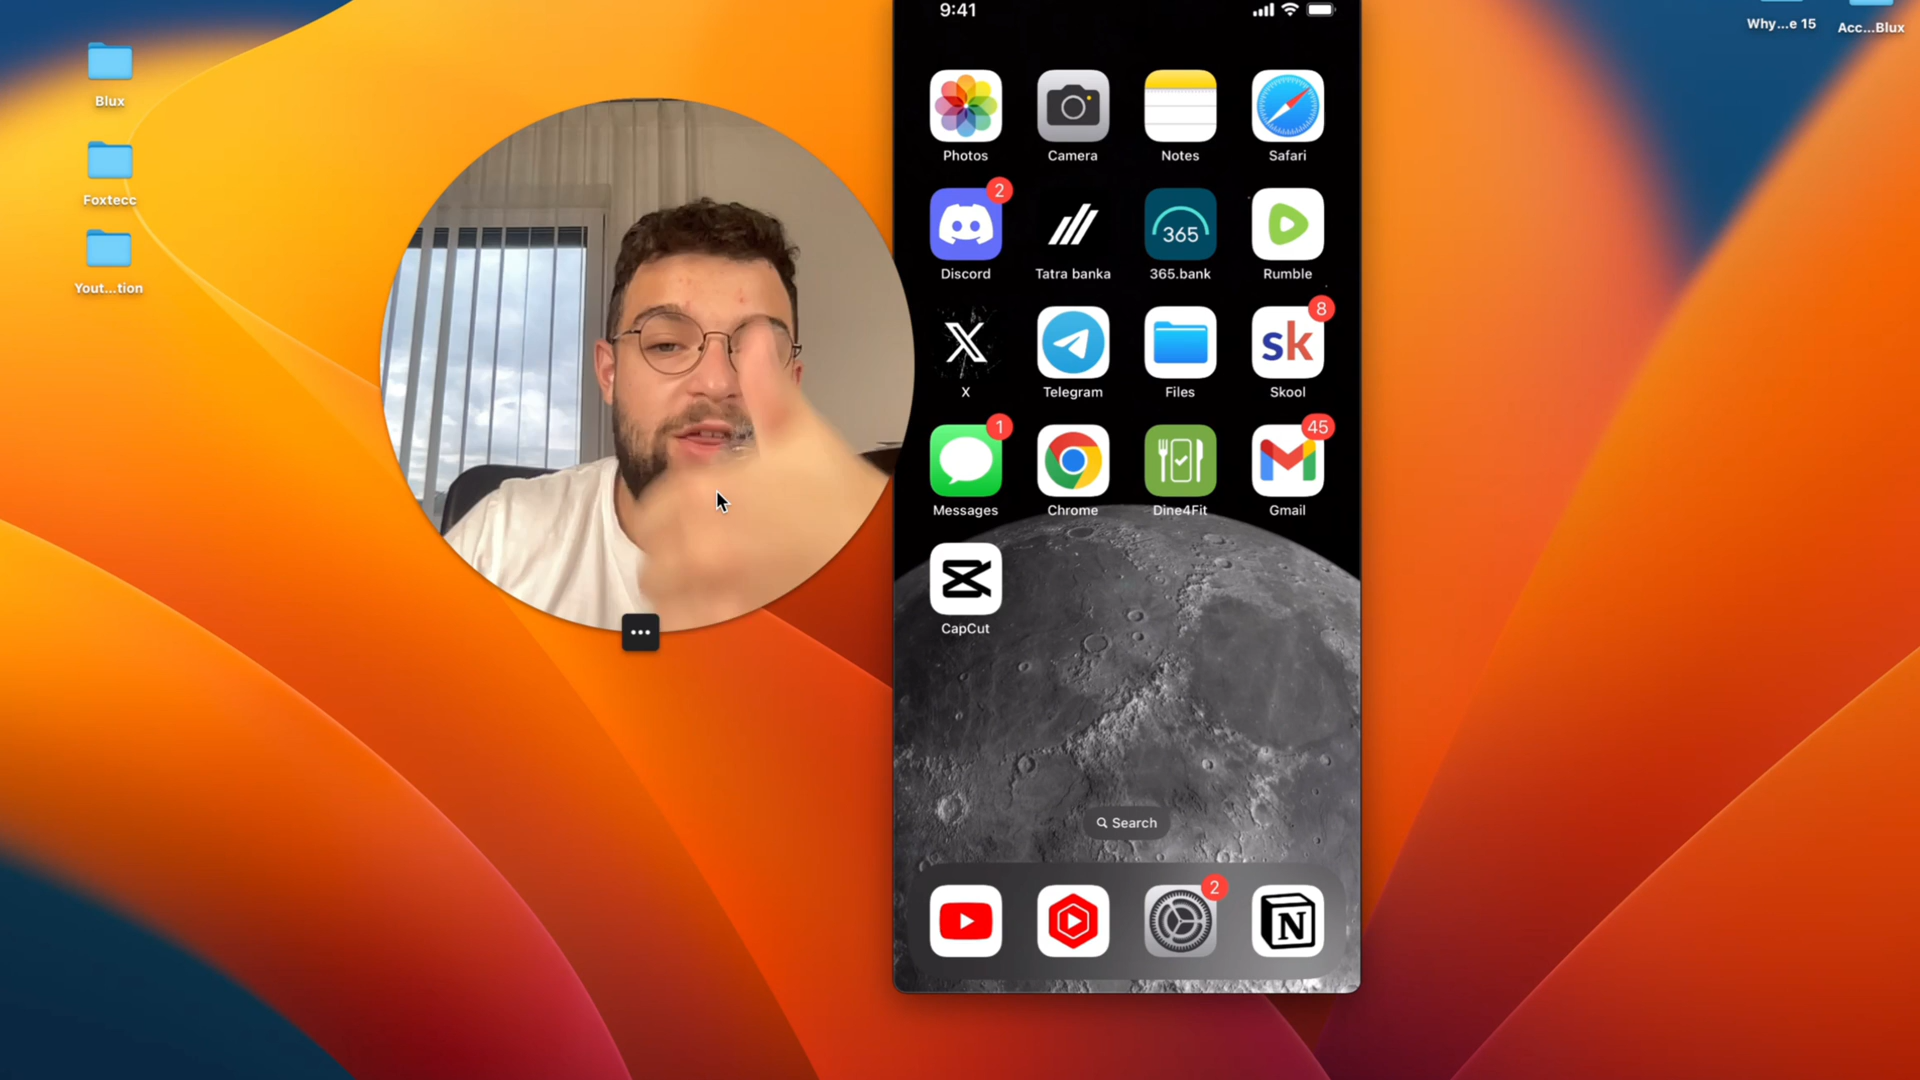 9:41
Why...e 15
Acc...Blux
Blux
Foxtecc
Yout...tion
Photos
Camera
Notes
Safari
2
Discord
Tatra banka
365
365.bank
Rumble
X
Telegram
Files
8
sk
Skool
1
Messages
Chrome
Dine4Fit
45
Gmail
CapCut
Search
2
N